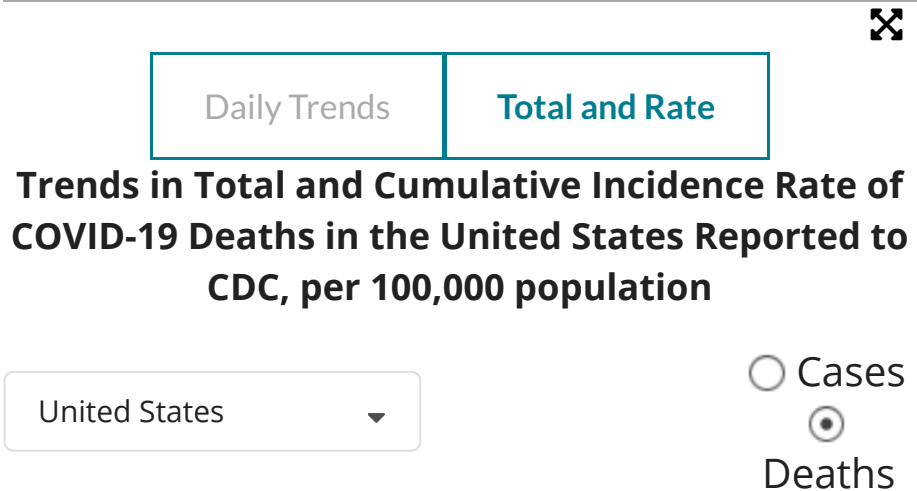 Daily Trends
Total and Rate
Trends in Total and Cumulative Incidence Rate of
COVID-19 Deaths in the United States Reported to
CDC, per 100,000 population
United States
Cases
Deaths